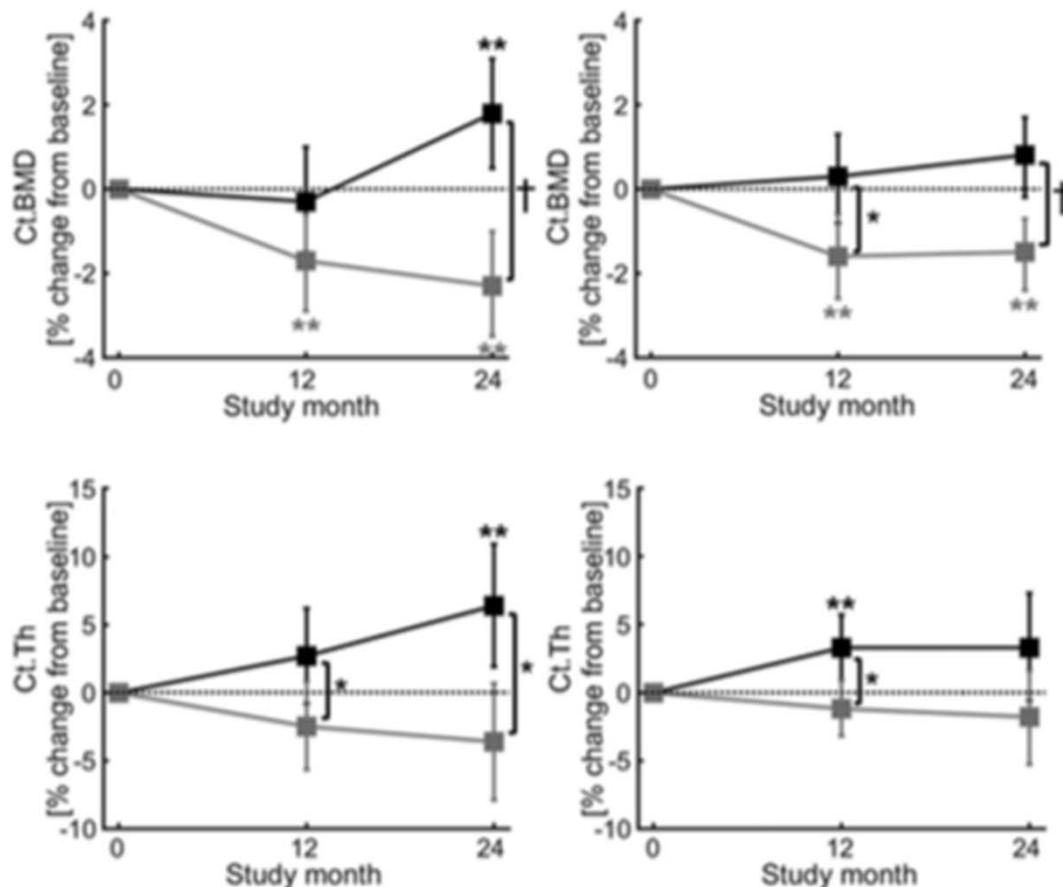 Ct.BMD
[% change from baseline]
4
2
0
-2
-4
**
†
**
**
0 12 24
Study month
Ct.BMD
[% change from baseline]
4
2
0
-2
-4
*
†
**
**
0 12 24
Study month
Ct.Th
[% change from baseline]
15
10
5
0
-5
-10
**
*
*
0 12 24
Study month
Ct.Th
[% change from baseline]
15
10
5
0
-5
-10
**
*
0 12 24
Study month